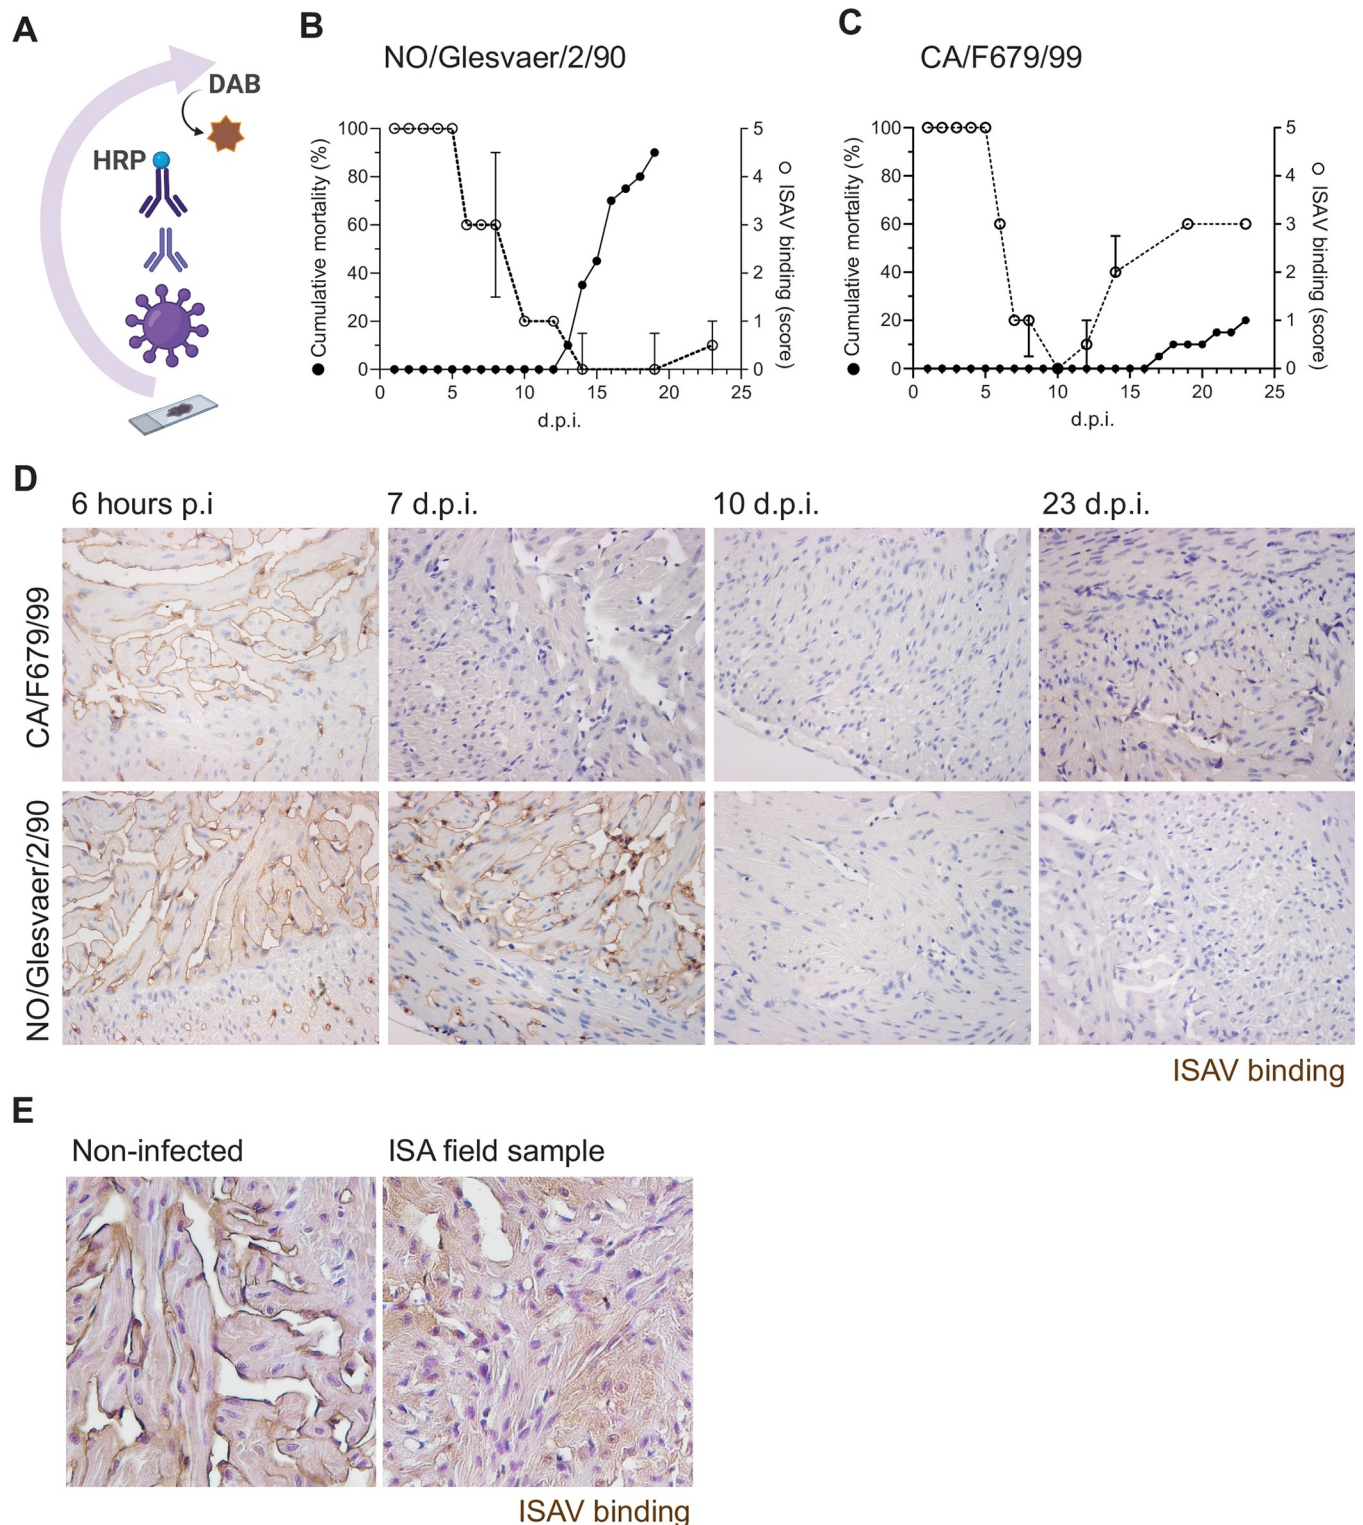 A
DAB
HRP
B
NO/Glesvaer/2/90
Cumulative mortality (%)
100
80
60
40
20
0
5
4
3
2
1
0
ISAV binding (score)
0
5
10
15
20
25
d.p.i.
C
CA/F679/99
Cumulative mortality (%)
100
80
60
40
20
0
5
4
3
2
1
0
ISAV binding (score)
0
5
10
15
20
25
d.p.i.
D
6 hours p.i
7 d.p.i.
10 d.p.i.
23 d.p.i.
CA/F679/99
NO/Glesvaer/2/90
ISAV binding
E
Non-infected
ISA field sample
ISAV binding